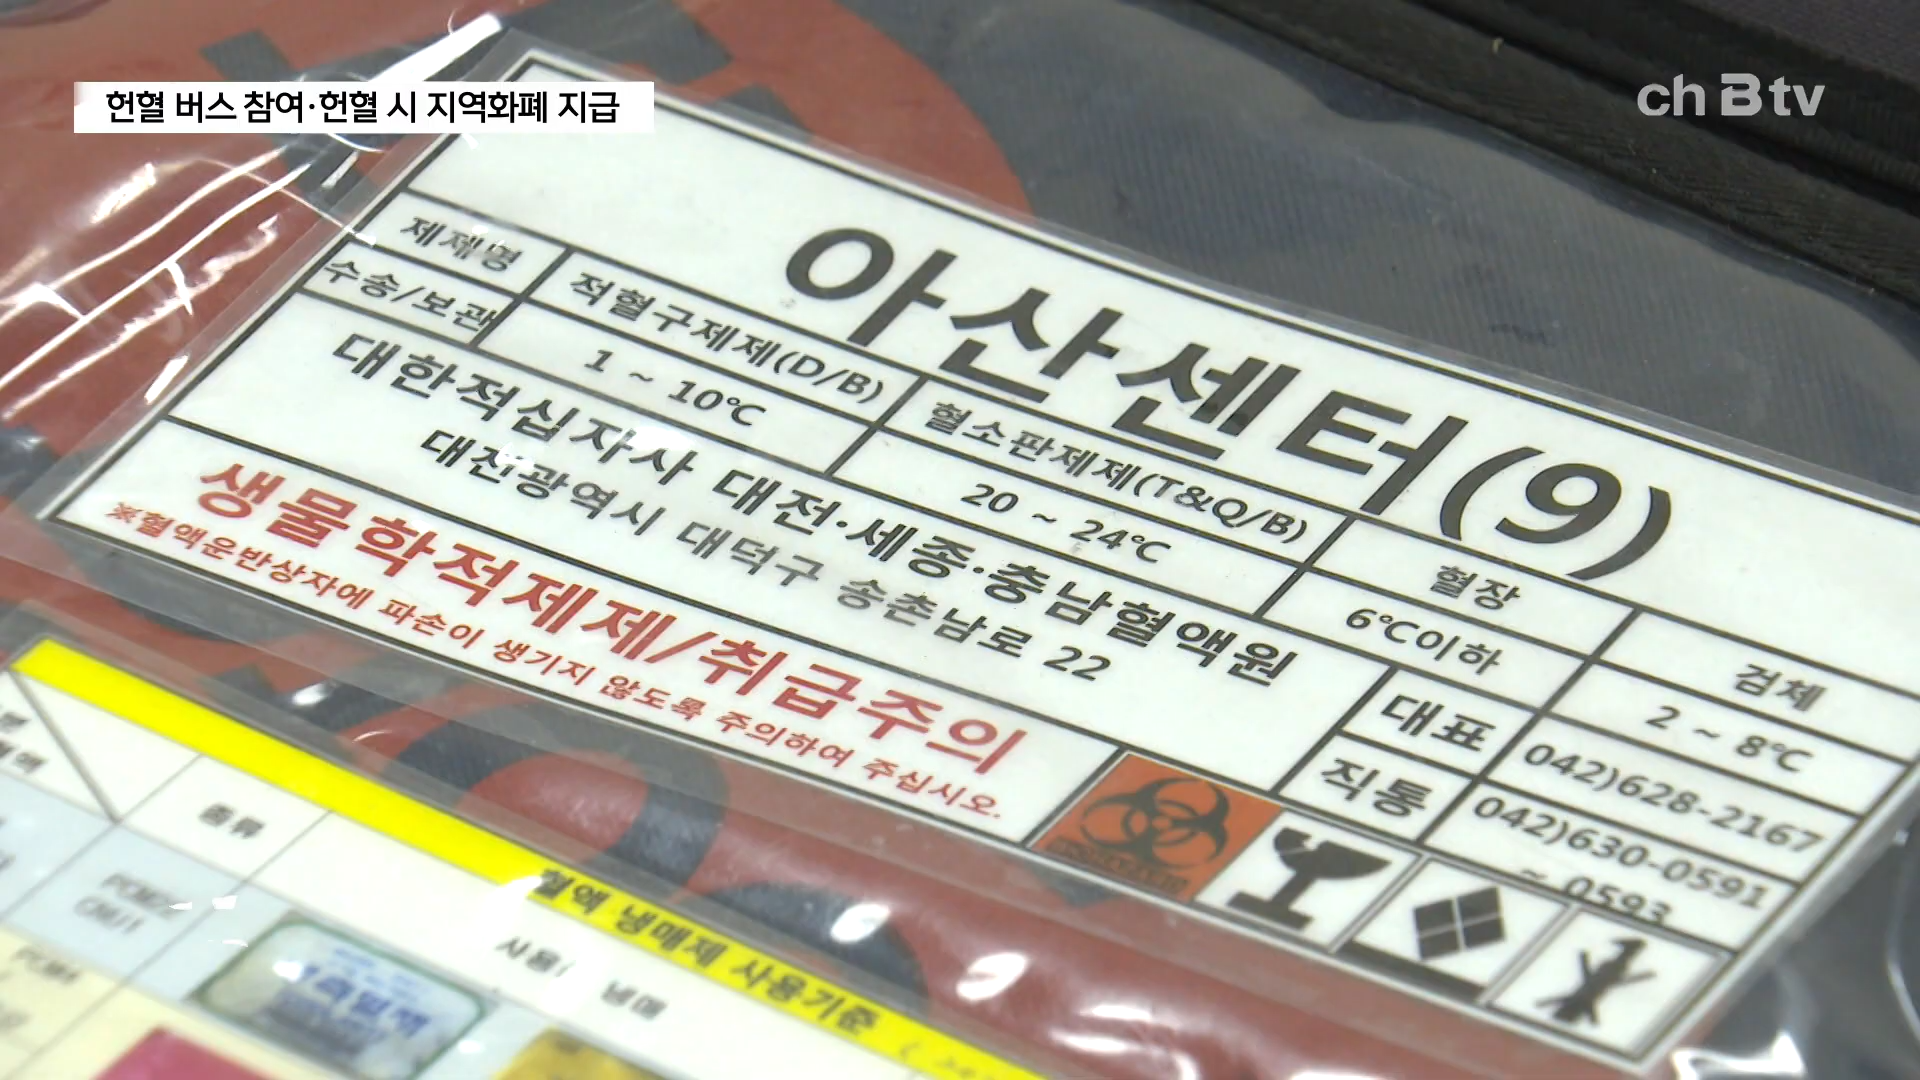 헌혈 버스 참여·헌혈 시 지역화폐 지급
ch B tv
아산센터(9)
제제명 적혈구제제(D/B) 혈소판제제(T&Q/B) 혈장 검체
수송/보관 1 ~ 10℃ 20 ~ 24℃ 6℃이하 2 ~ 8℃
대한적십자사 대전·세종·충남혈액원
대전광역시 대덕구 송촌남로 22
대표 042)628-2167
직통 042)630-0591
~ 0593
생물학적제제/취급주의
※혈액운반상자에 파손이 생기지 않도록 주의하여 주십시오.
혈액 냉매제 사용기준
종류
사용 냉매